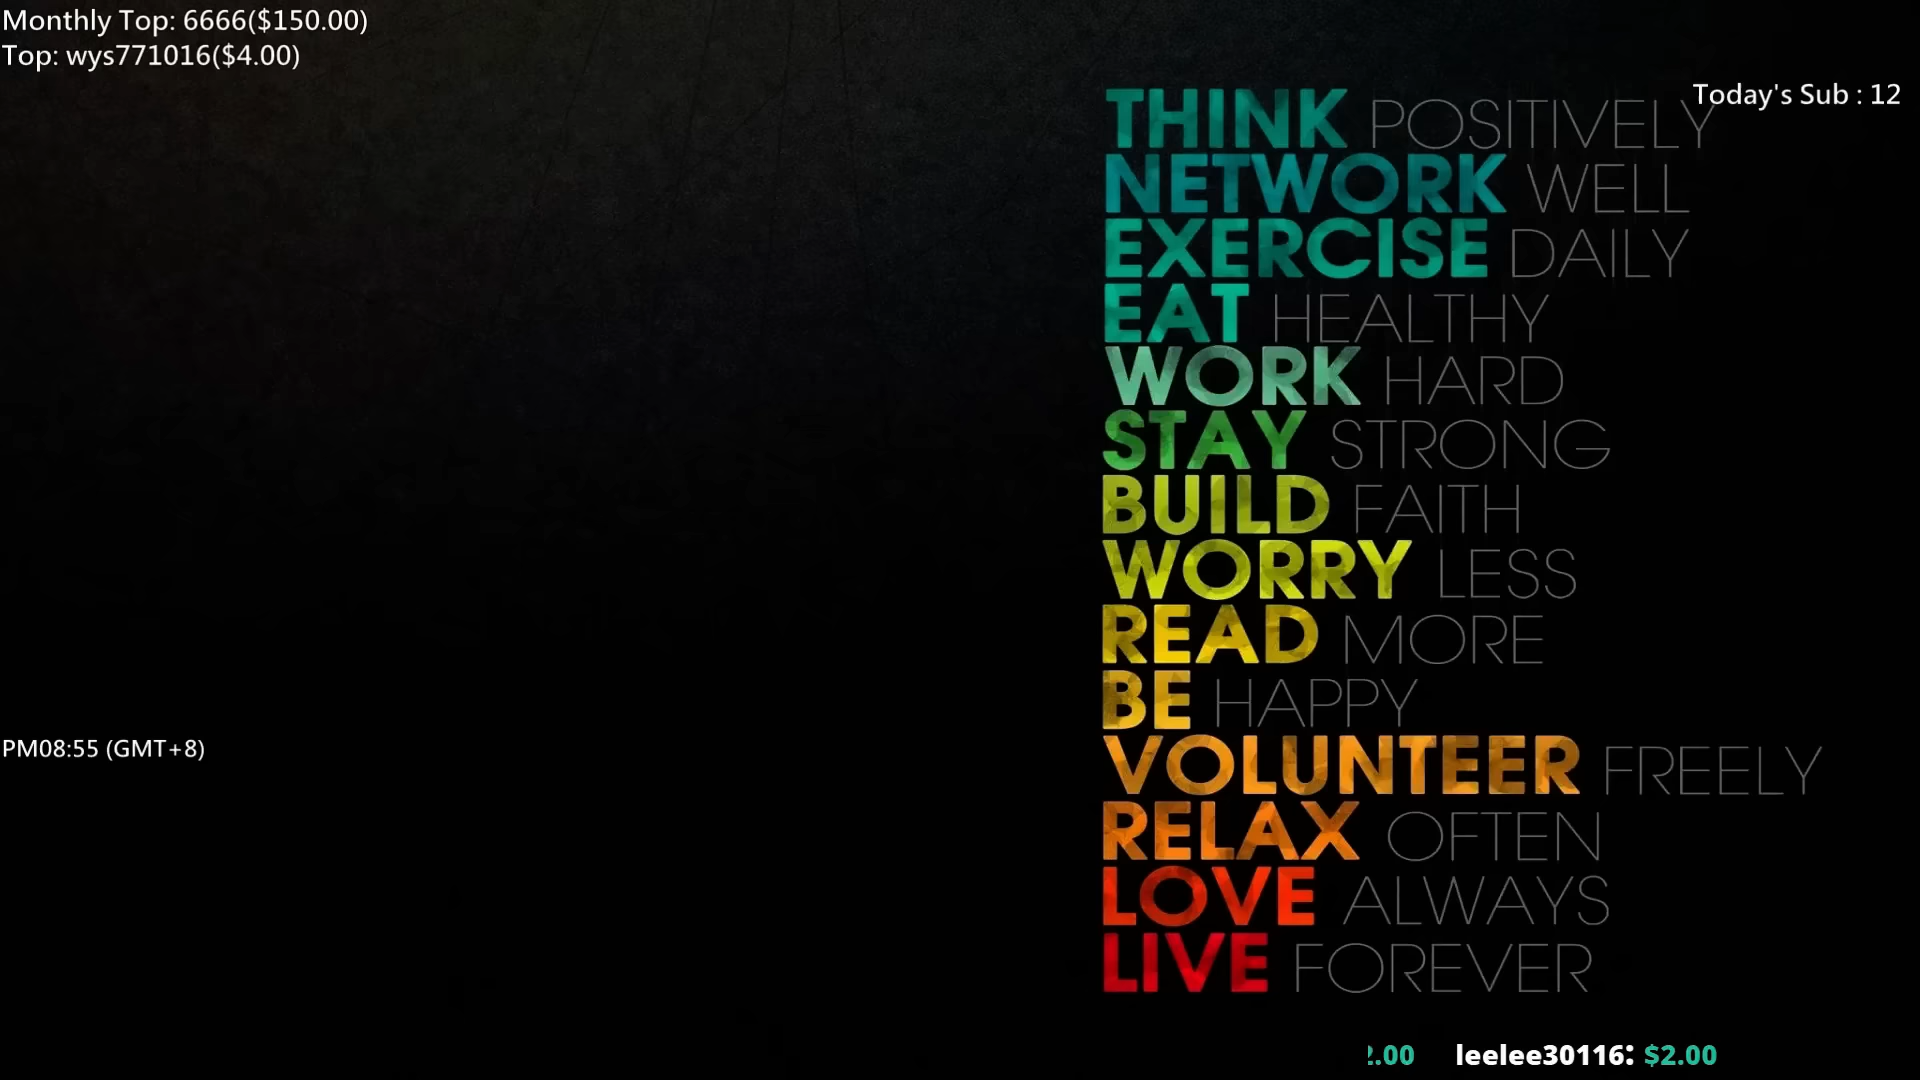 Monthly Top: 6666($150.00)
Top: wys771016($4.00)
Today's Sub : 12
THINK POSITIVELY
NETWORK WELL
EXERCISE DAILY
EAT HEALTHY
WORK HARD
STAY STRONG
BUILD FAITH
WORRY LESS
READ MORE
BE HAPPY
PM08:55 (GMT+8)
VOLUNTEER FREELY
RELAX OFTEN
LOVE ALWAYS
LIVE FOREVER
.00 leelee30116: $2.00